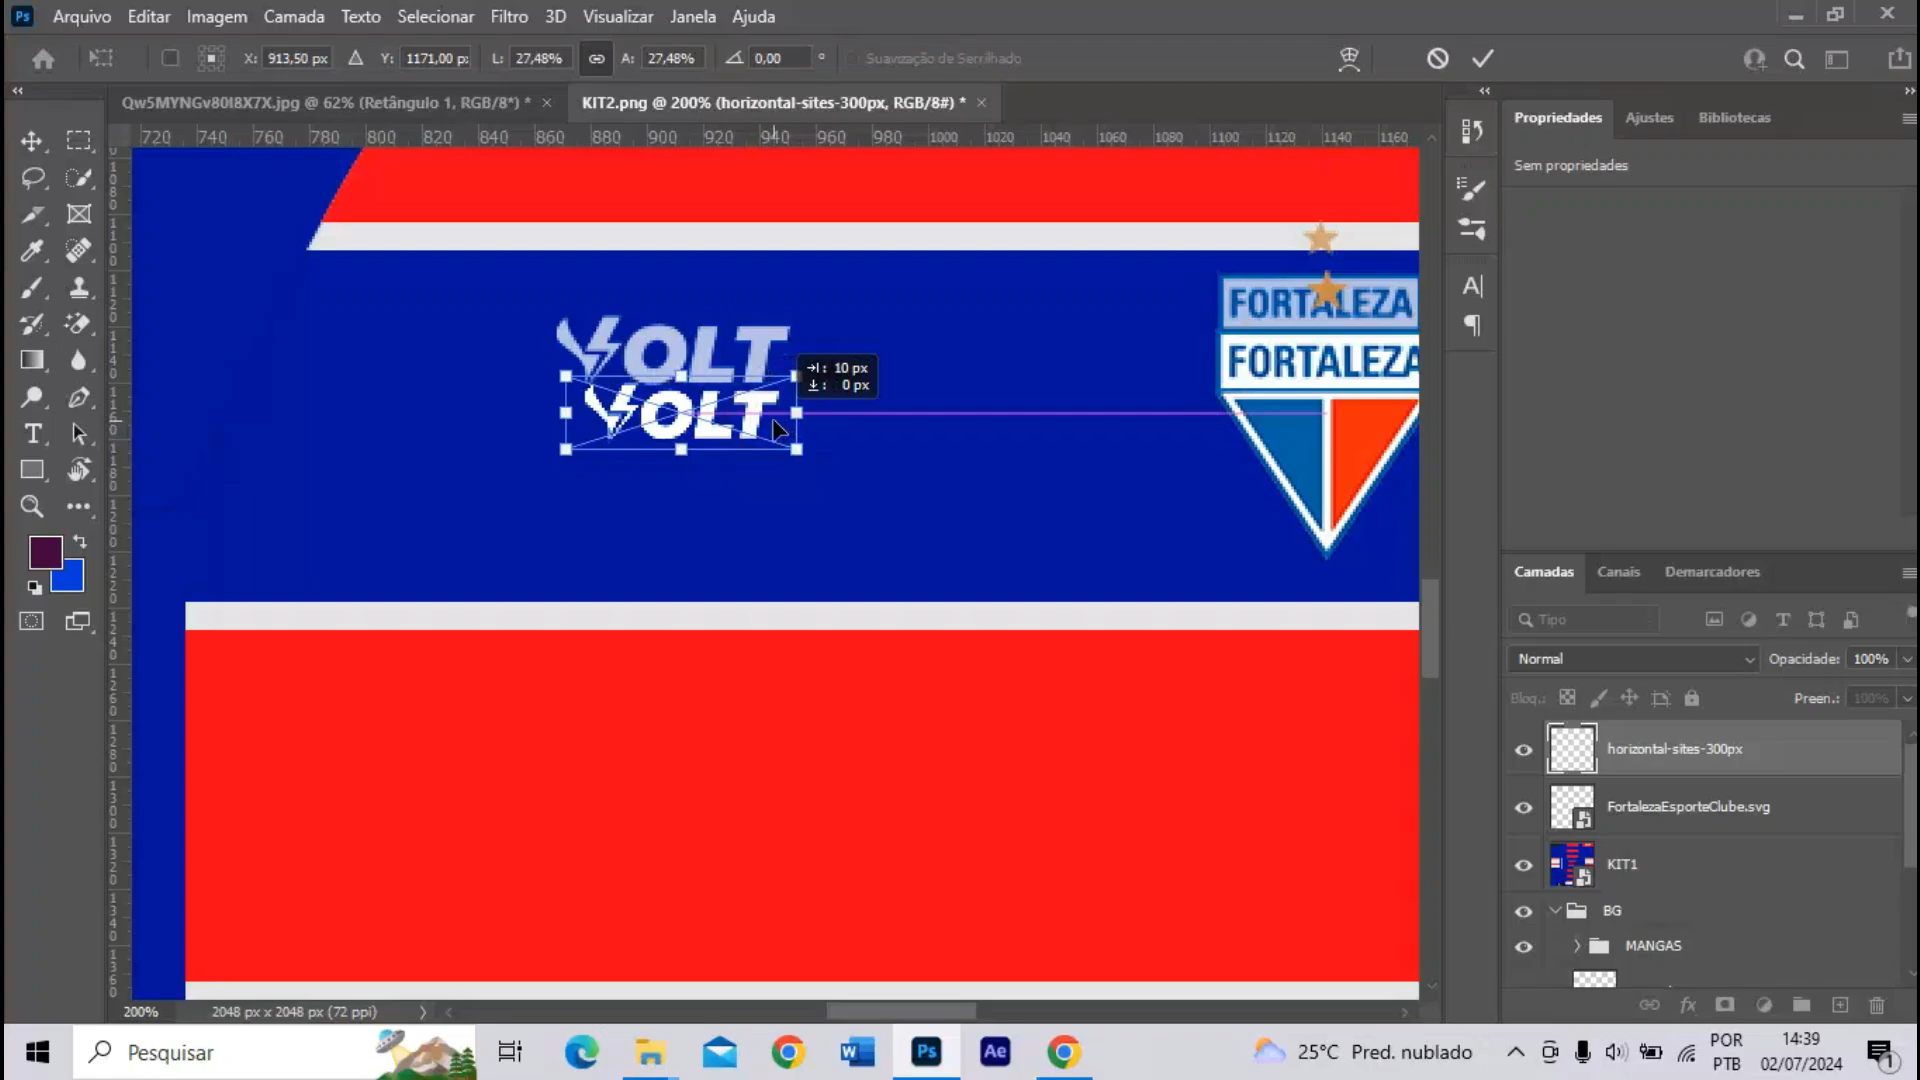 Ps Arquivo Editar Imagem Camada Texto Selecionar Filtro 3D Visualizar Janela Ajuda
X: 913,50 px Y: 1171,00 p: L: 27,48% A: 27,48% 0,00 ° Suavização de Serrilhado
Qw5MYNGv80I8X7X.jpg @ 62% (Retângulo 1, RGB/8*) * × KIT2.png @ 200% (horizontal-sites-300px, RGB/8#) * ×
720 740 760 780 800 820 840 860 880 900 920 940 960 980 1000 1020 1040 1060 1080 1100 1120 1140 1160
Propriedades Ajustes Bibliotecas
Sem propriedades
FORTALEZA
VOLT
FORTALEZA
: 10 px
: 0 px
VOLT
Camadas Canais Demarcadores
Tipo
Normal Opacidade: 100%
Bloq.: Preen.: 100%
horizontal-sites-300px
FortalezaEsporteClube.svg
KIT1
BG
MANGAS
200% 2048 px x 2048 px (72 ppi)
Pesquisar
W Ps Ae
25°C Pred. nublado
POR
PTB
14:39
02/07/2024
1